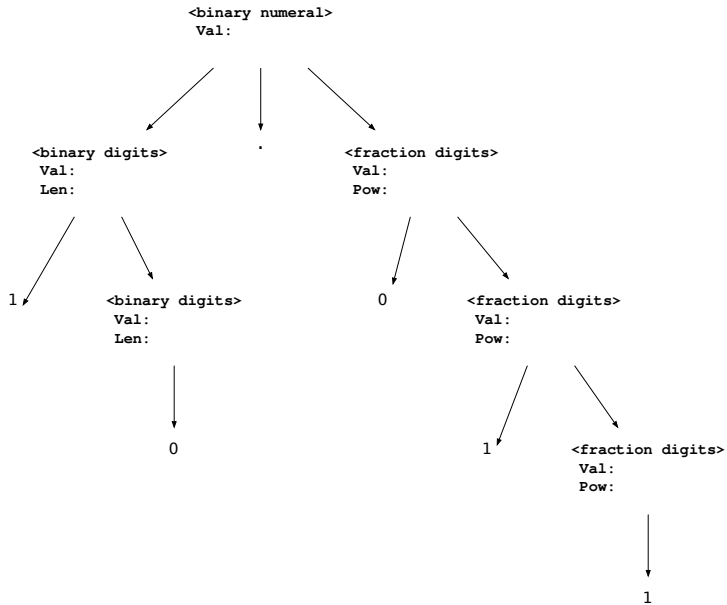 <binary numeral>
Val:
<binary digits>
Val:
Len:
.
<fraction digits>
Val:
Pow:
1
<binary digits>
Val:
Len:
0
<fraction digits>
Val:
Pow:
0
1
<fraction digits>
Val:
Pow:
1